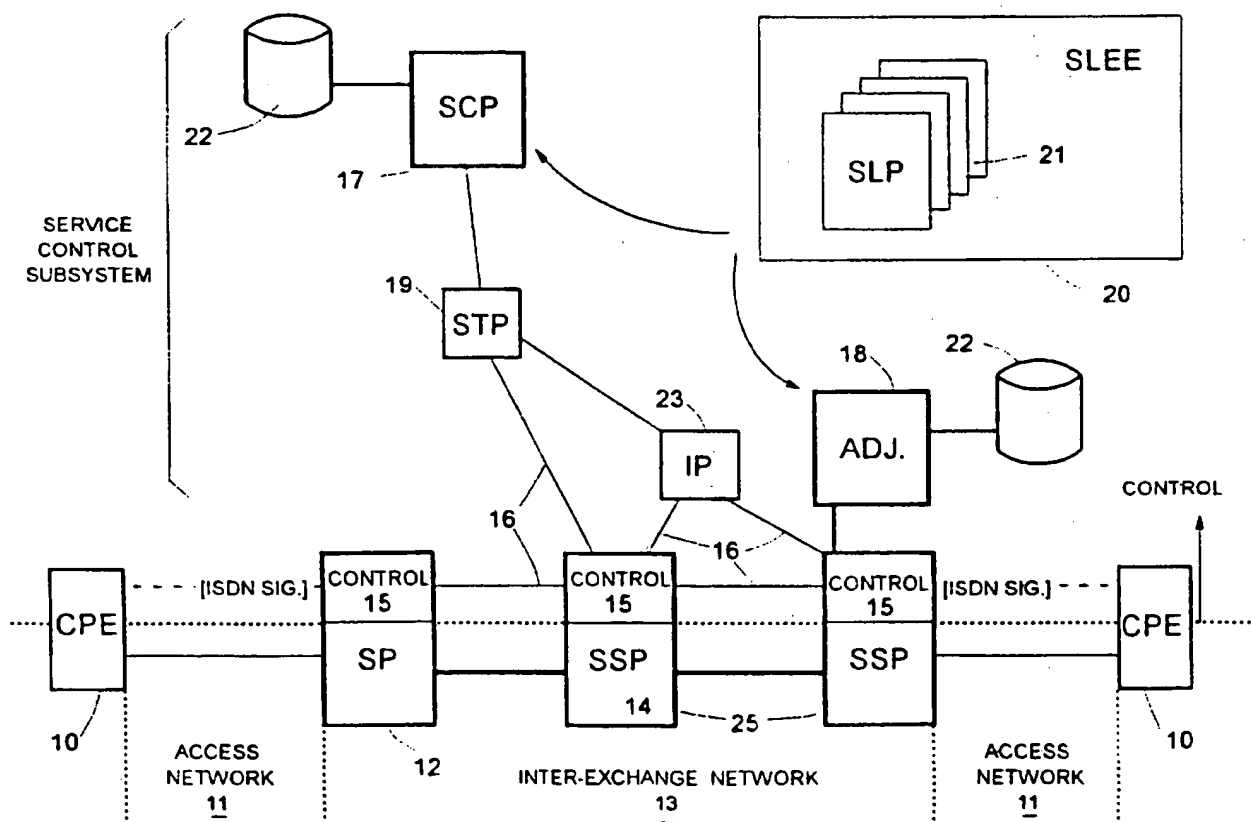 SLEE
SCP
22
SLP
21
17
SERVICE
CONTROL
SUBSYSTEM
20
19
STP
22
18
23
IP
ADJ.
CONTROL
16
16
CONTROL
15
CONTROL
15
CONTROL
15
[ISDN SIG.]
[ISDN SIG.]
CPE
CPE
SP
SSP
SSP
14
25
10
12
10
ACCESS
NETWORK
11
INTER-EXCHANGE NETWORK
13
ACCESS
NETWORK
11